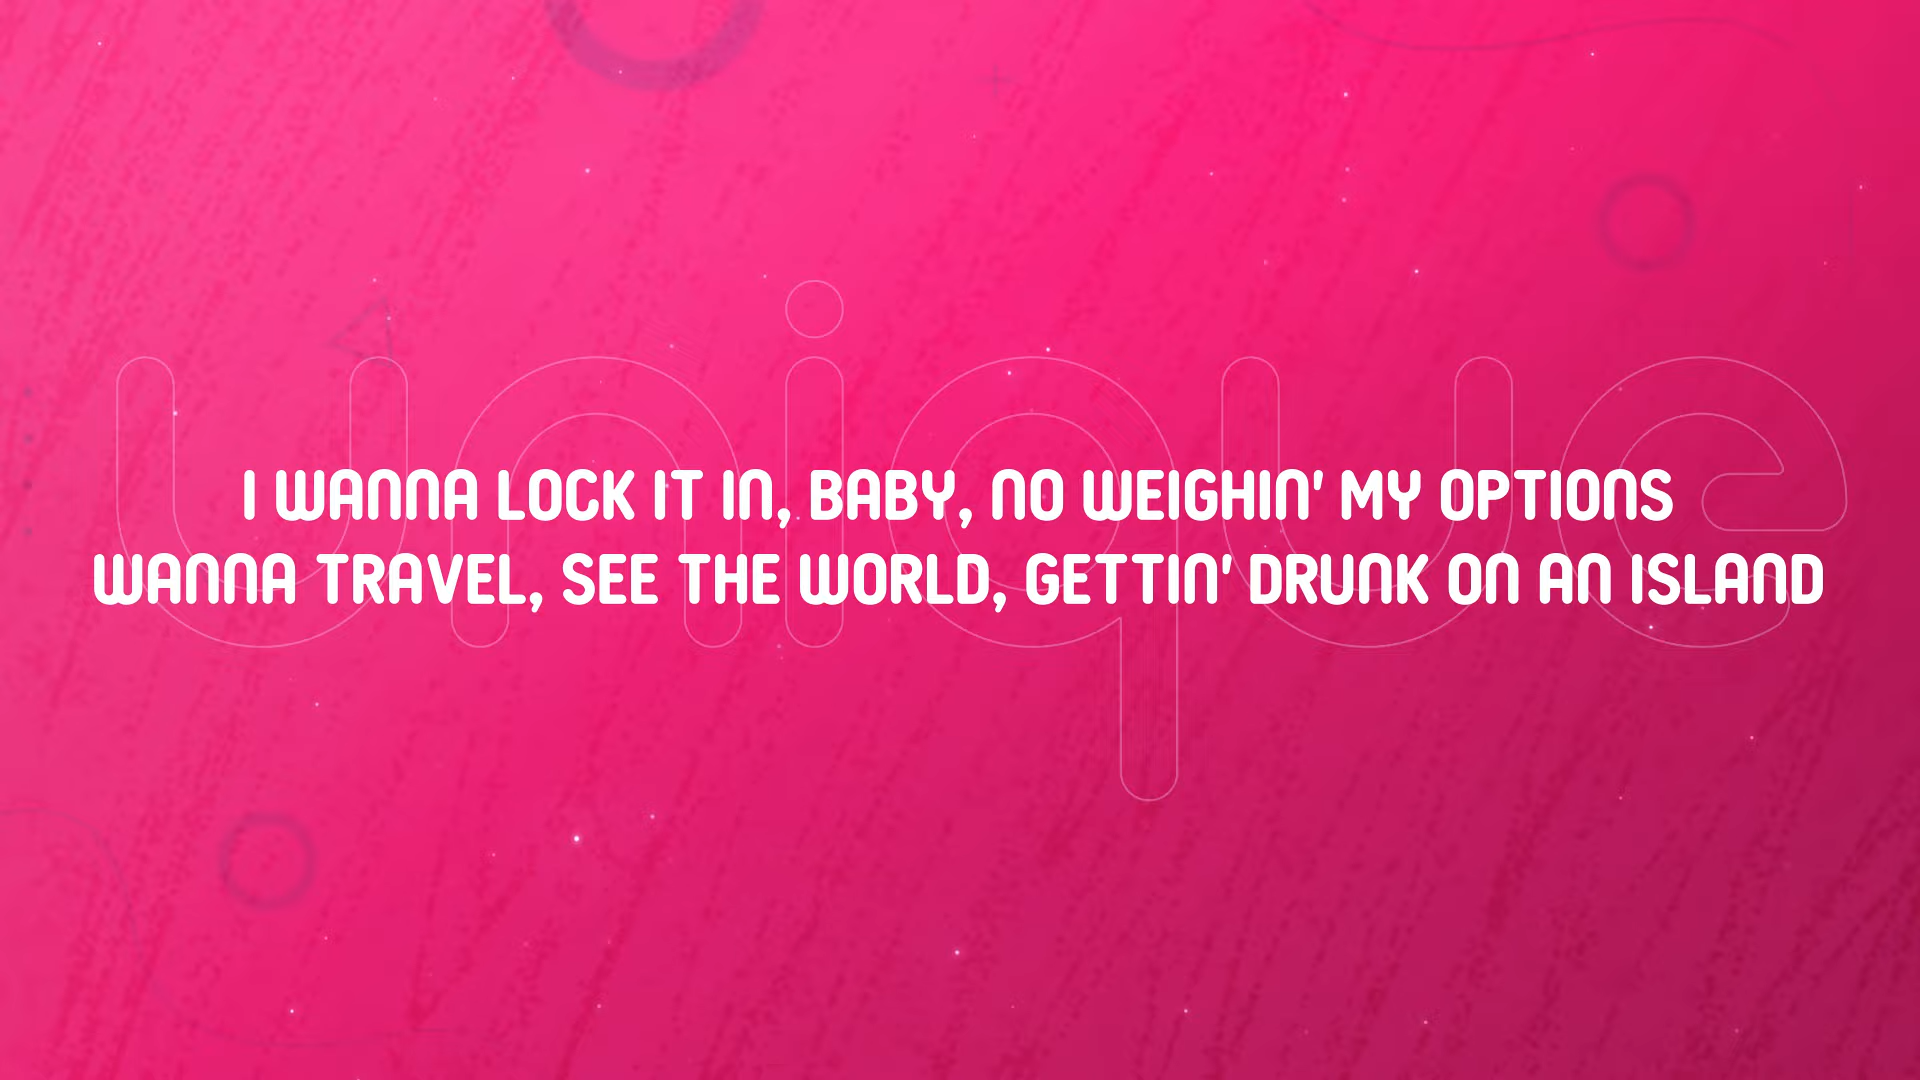 unique
I WANNA LOCK IT IN, BABY, NO WEIGHIN' MY OPTIONS
WANNA TRAVEL, SEE THE WORLD, GETTIN' DRUNK ON AN ISLAND